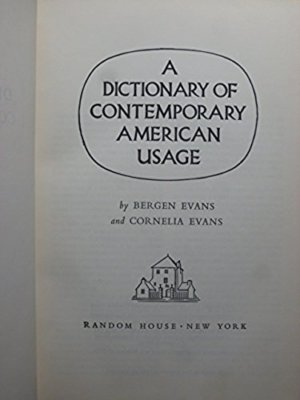 A
DICTIONARY OF
CONTEMPORARY
AMERICAN
USAGE
by BERGEN EVANS
and CORNELIA EVANS
RANDOM HOUSE · NEW YORK